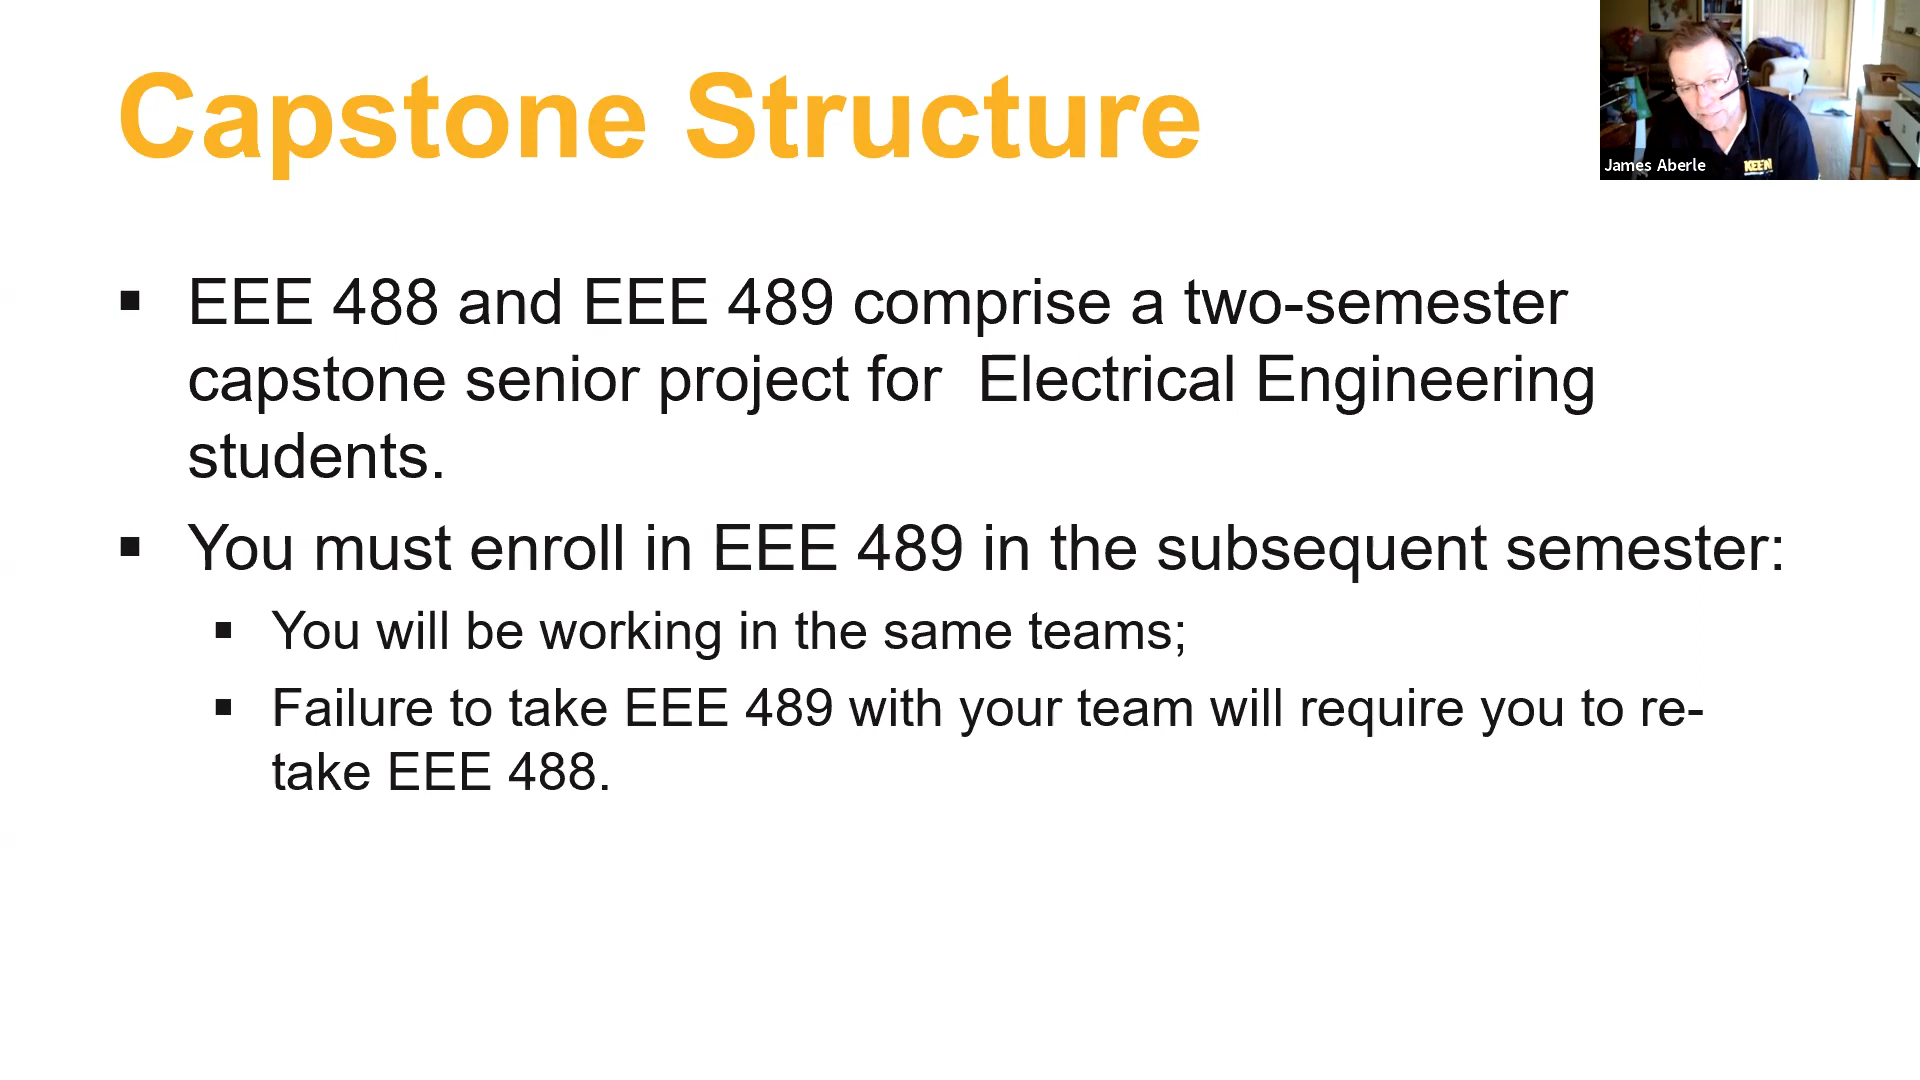 Capstone Structure
James Aberle
KEEN
▪ EEE 488 and EEE 489 comprise a two-semester
capstone senior project for  Electrical Engineering
students.
▪ You must enroll in EEE 489 in the subsequent semester:
▪ You will be working in the same teams;
▪ Failure to take EEE 489 with your team will require you to re-
take EEE 488.